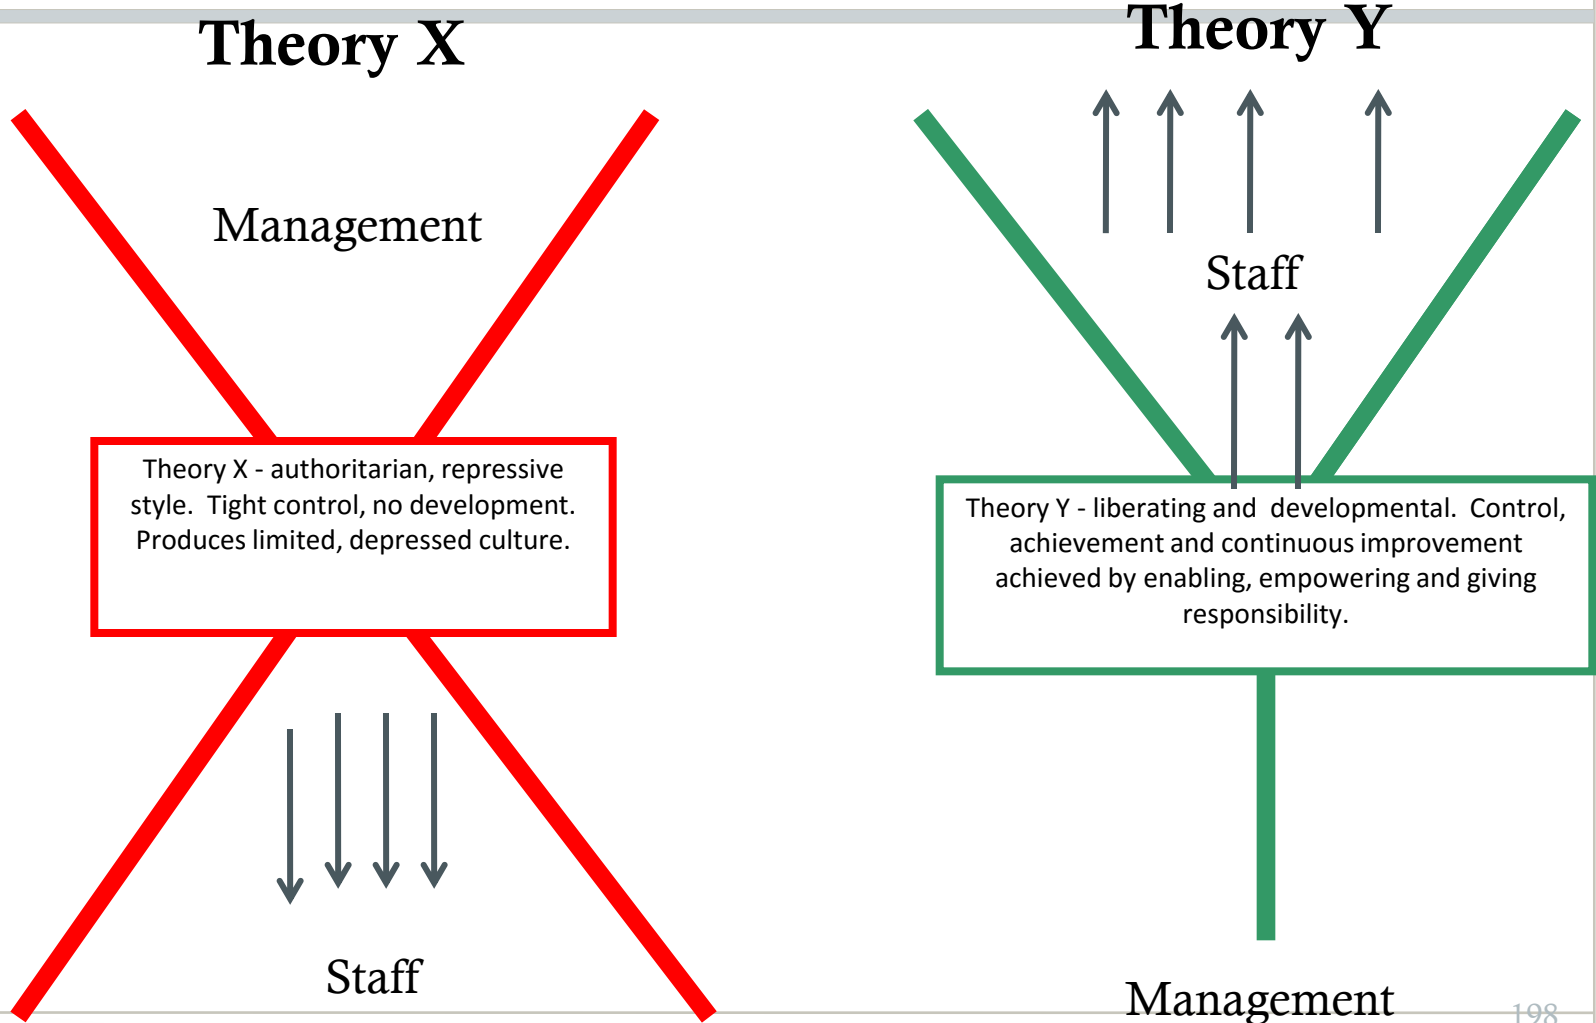 Theory X
Management
Theory X - authoritarian, repressive
style. Tight control, no development.
Produces limited, depressed culture.
Staff
Theory Y
Staff
Theory Y - liberating and developmental. Control,
achievement and continuous improvement
achieved by enabling, empowering and giving
responsibility.
Management
198